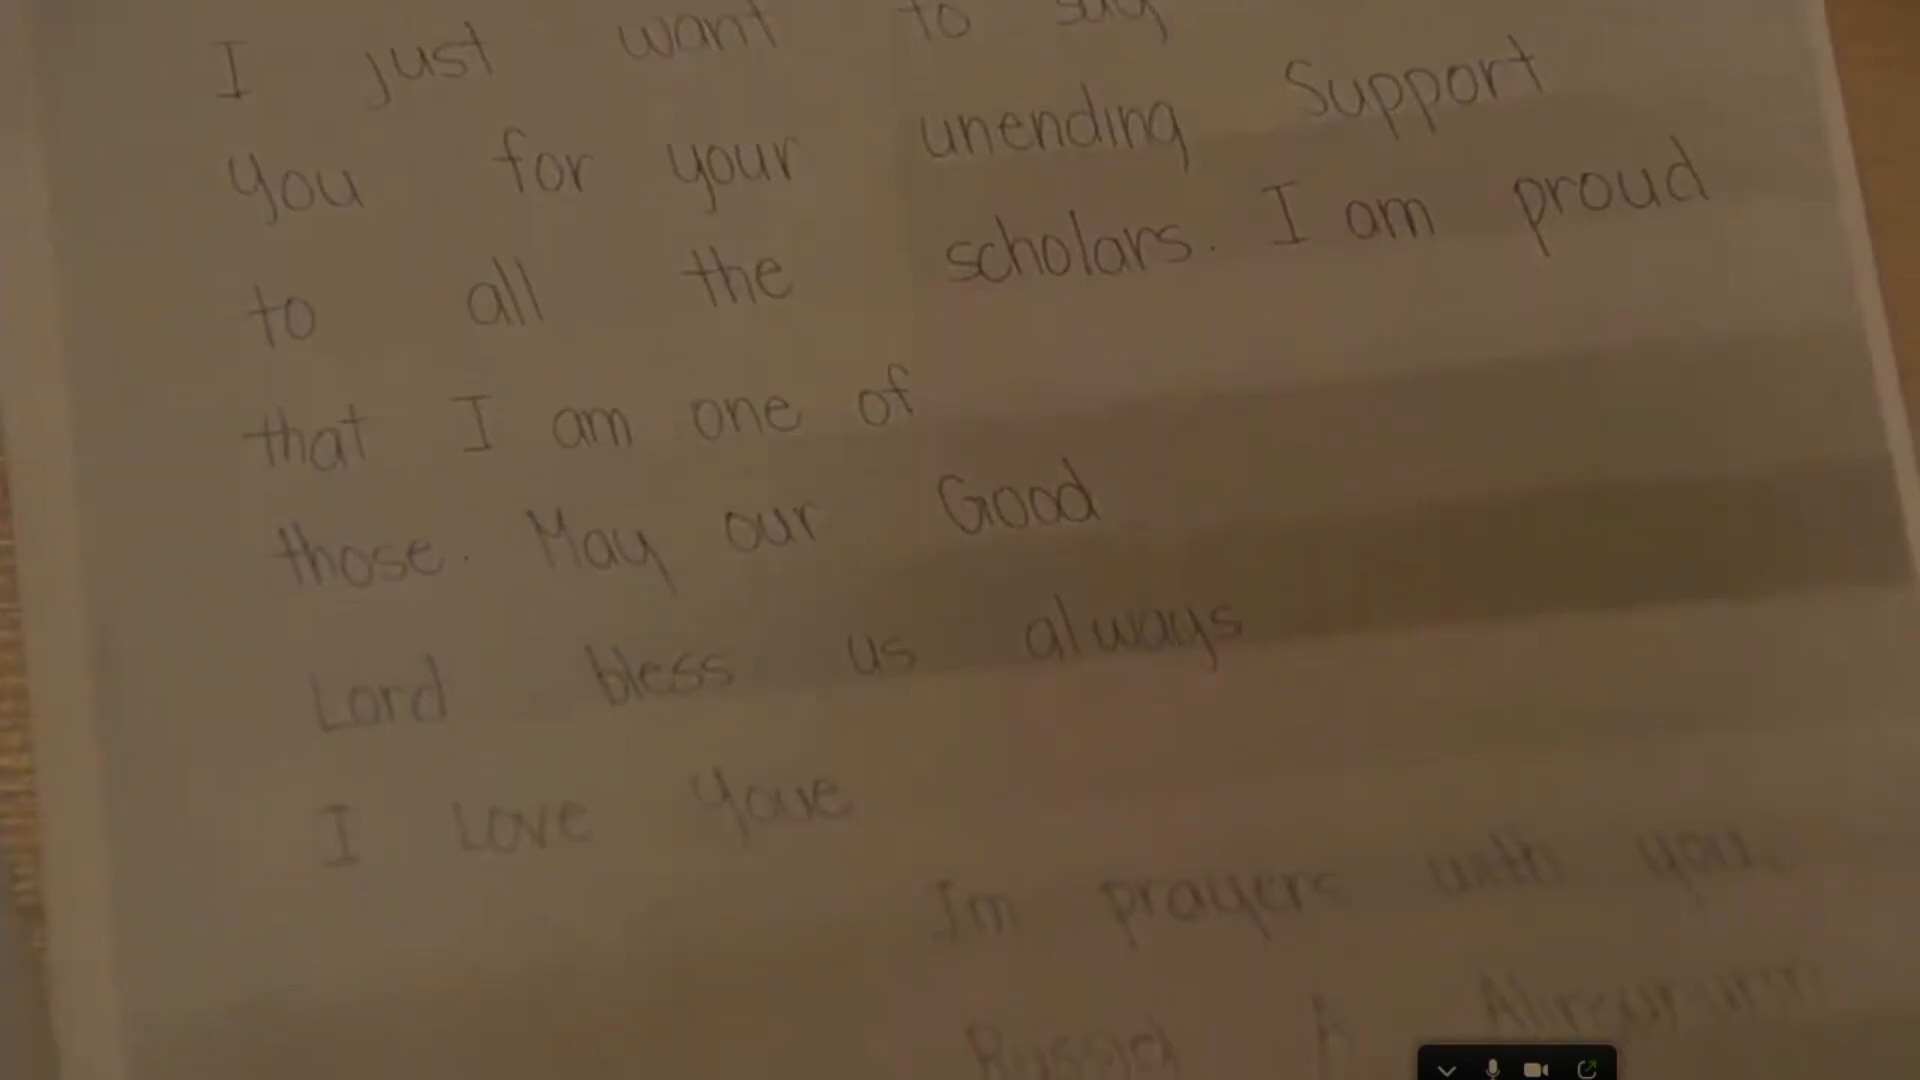 I just want to say
you for your unending Support
to all the scholars. I am proud
that I am one of
those. May our Good
Lord bless us always
I Love Youe
Im prayers with you,
A